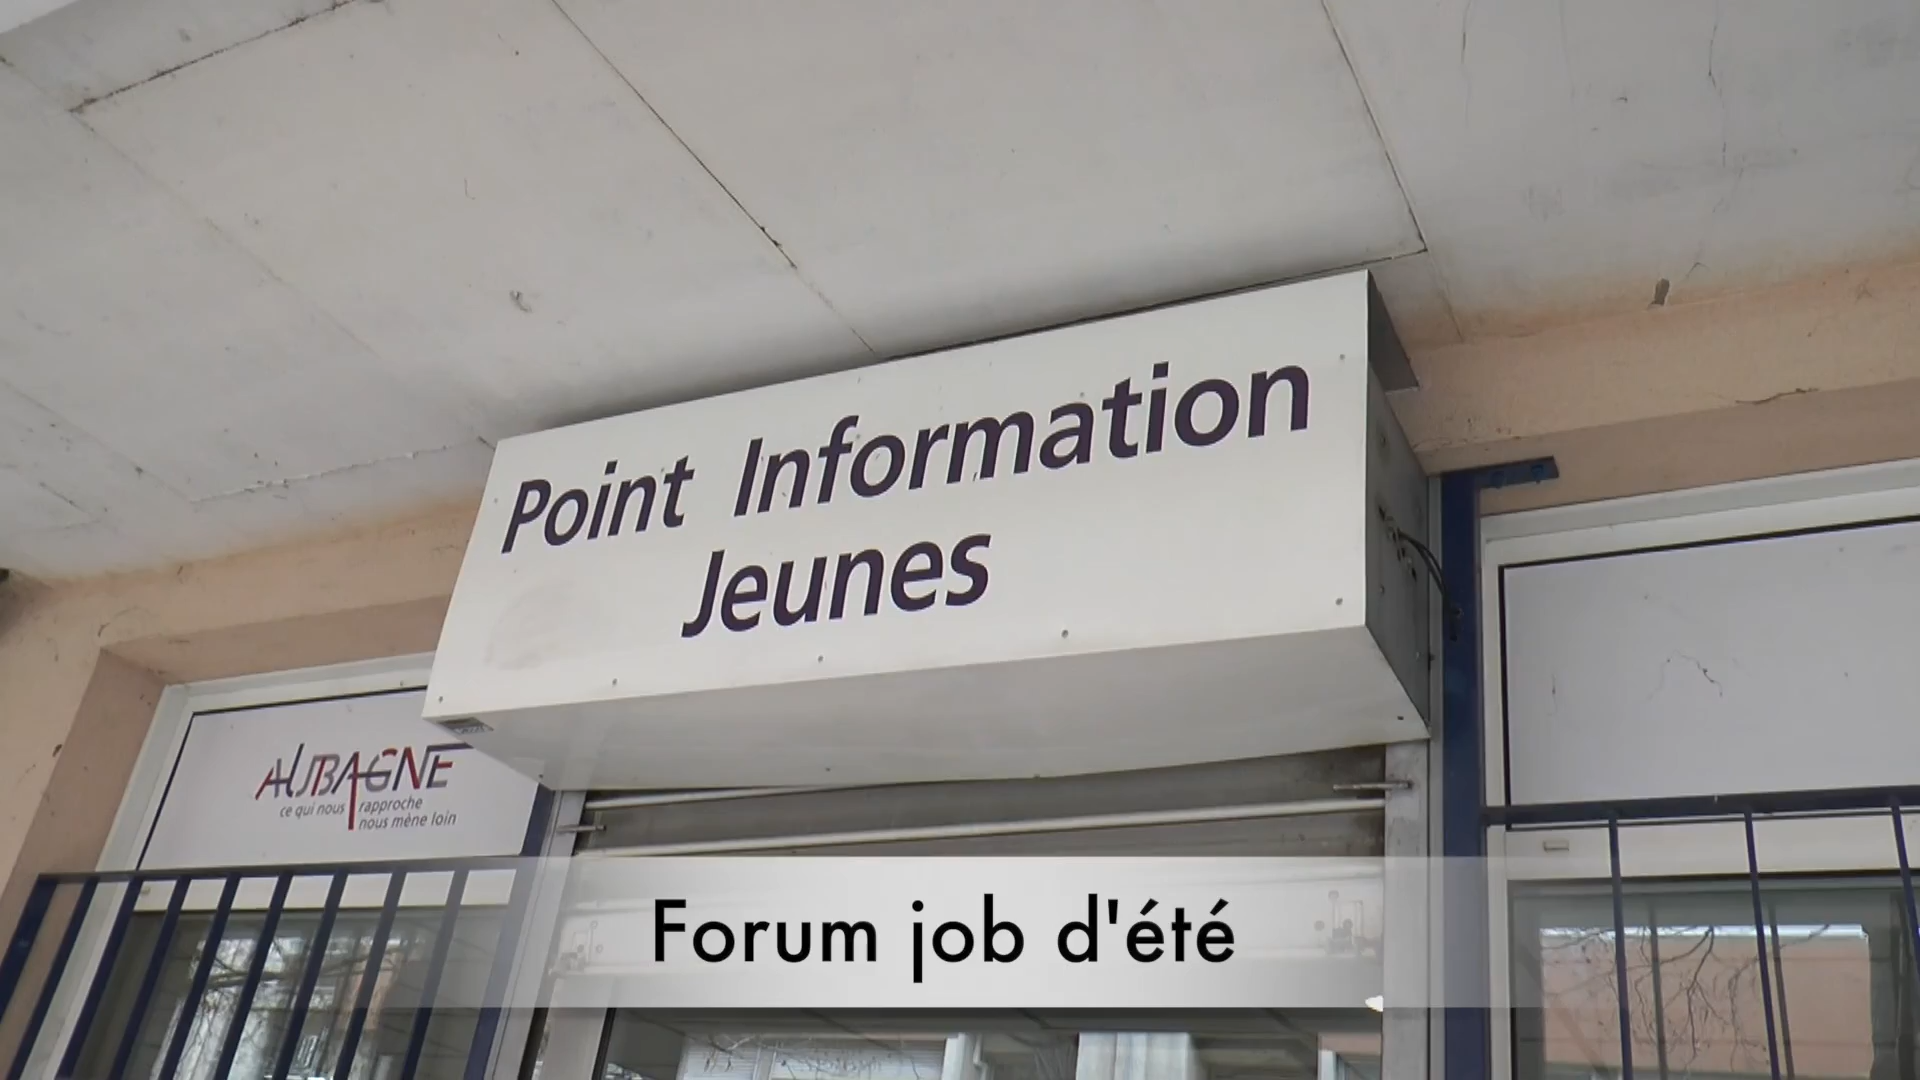 Point Information
Jeunes
AUBAGNE
ce qui nous rapproche
nous mène loin
Forum job d'été